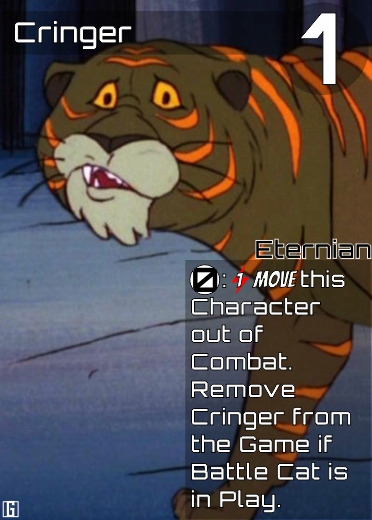 Cringer
1
Eternian
0: 1 MOVE this
Character
out of
Combat.
Remove
Cringer from
the Game if
Battle Cat is
in Play.
G